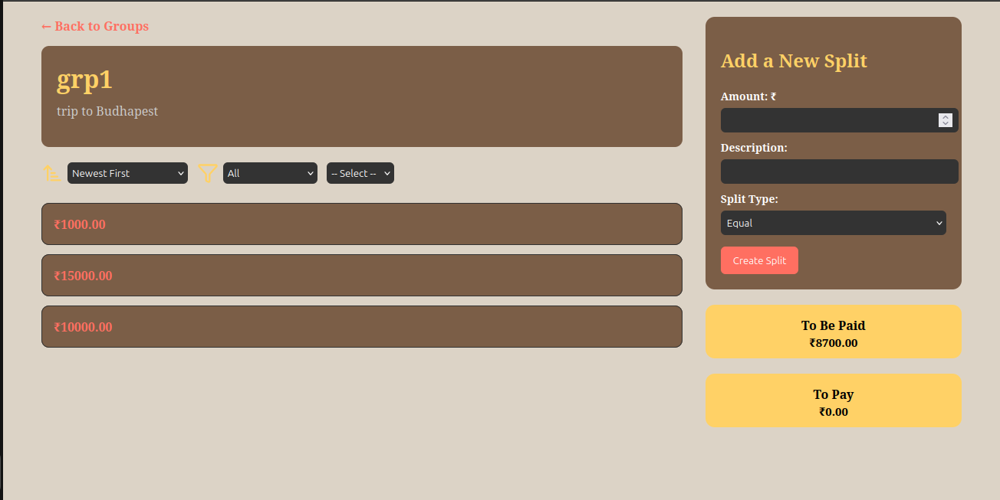 ← Back to Groups
grp1
trip to Budhapest
Newest First
All
-- Select --
₹1000.00
₹15000.00
₹10000.00
Add a New Split
Amount: ₹
Description:
Split Type:
Equal
Create Split
To Be Paid
₹8700.00
To Pay
₹0.00